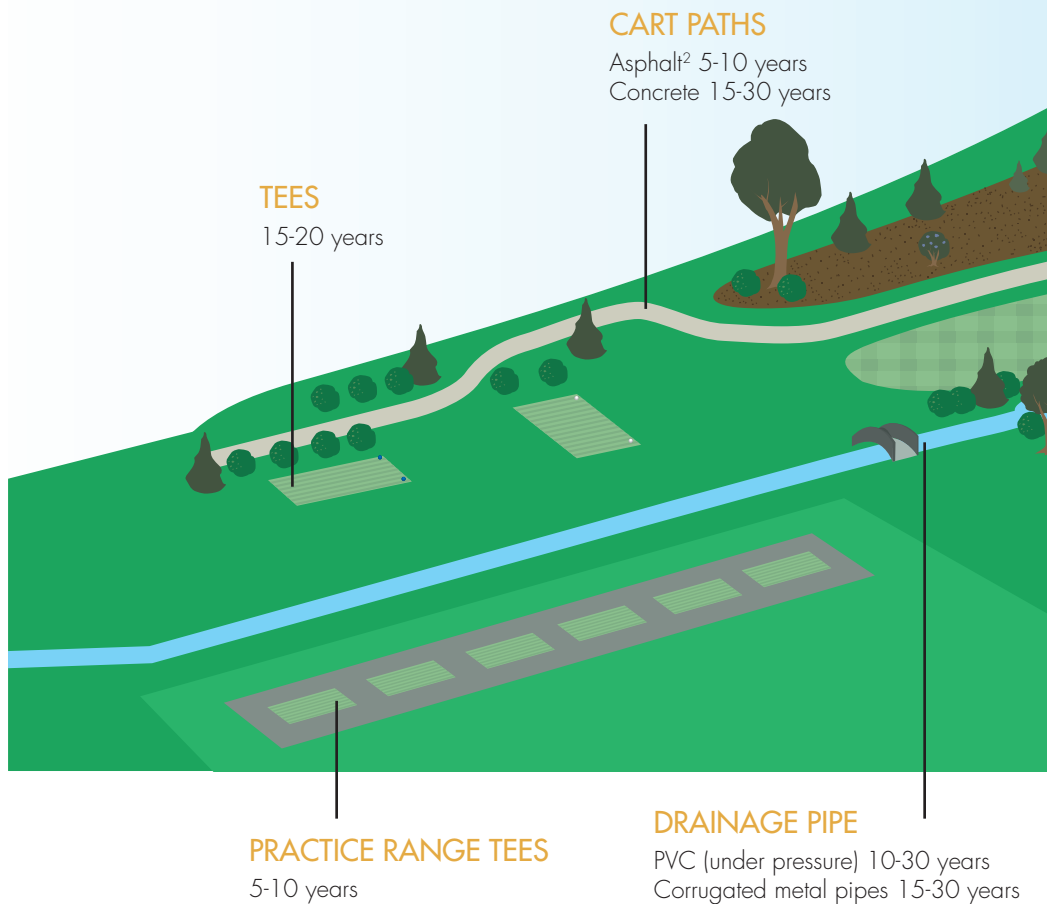 CART PATHS
Asphalt² 5-10 years
Concrete 15-30 years
TEES
15-20 years
PRACTICE RANGE TEES
5-10 years
DRAINAGE PIPE
PVC (under pressure) 10-30 years
Corrugated metal pipes 15-30 years